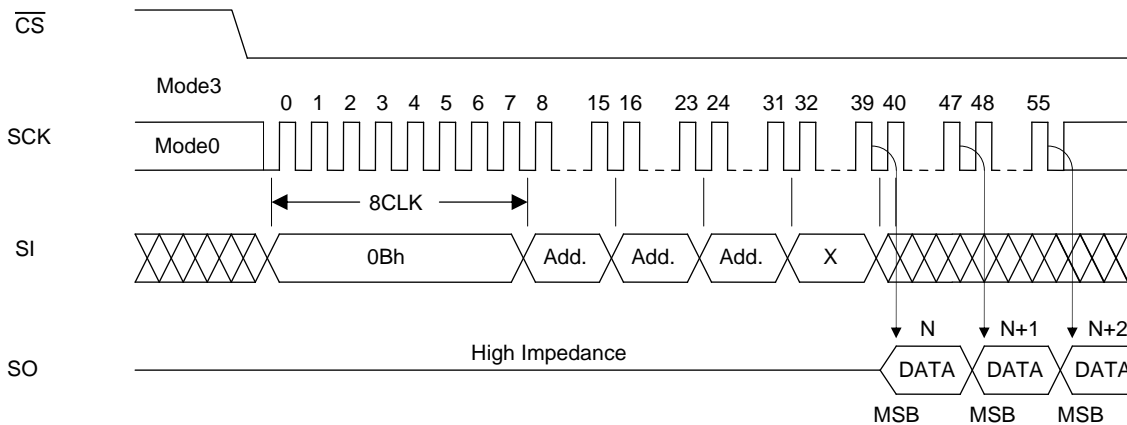 CS
Mode3
0 1 2 3 4 5 6 7 8 15 16 23 24 31 32 39 40 47 48 55
SCK
Mode0
8CLK
SI
0Bh Add. Add. Add. X
N N+1 N+2
High Impedance
SO
DATA DATA DATA
MSB MSB MSB